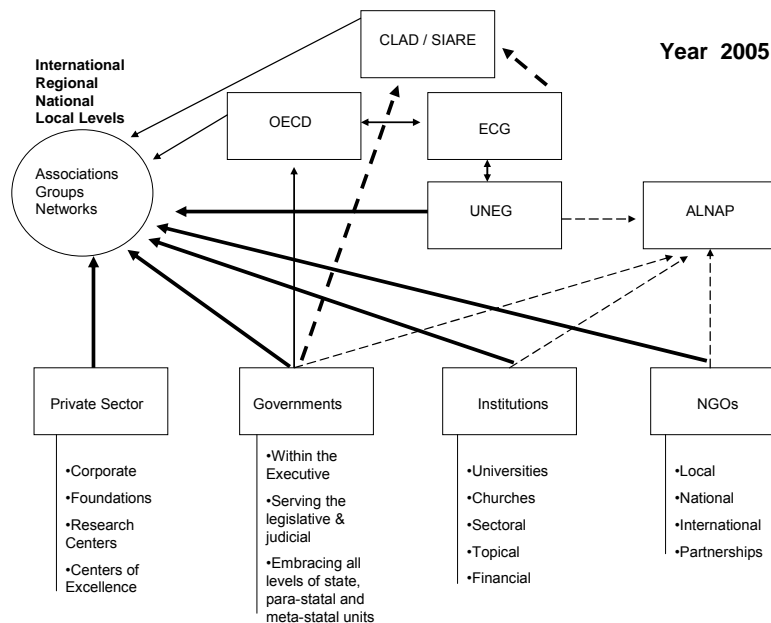 CLAD / SIARE
Year 2005
International
Regional
National
Local Levels
OECD
ECG
Associations
Groups
Networks
UNEG
ALNAP
Private Sector
Governments
Institutions
NGOs
•Corporate
•Foundations
•Research
Centers
•Centers of
Excellence
•Within the
Executive
•Serving the
legislative &
judicial
•Embracing all
levels of state,
para-statal and
meta-statal units
•Universities
•Churches
•Sectoral
•Topical
•Financial
•Local
•National
•International
•Partnerships